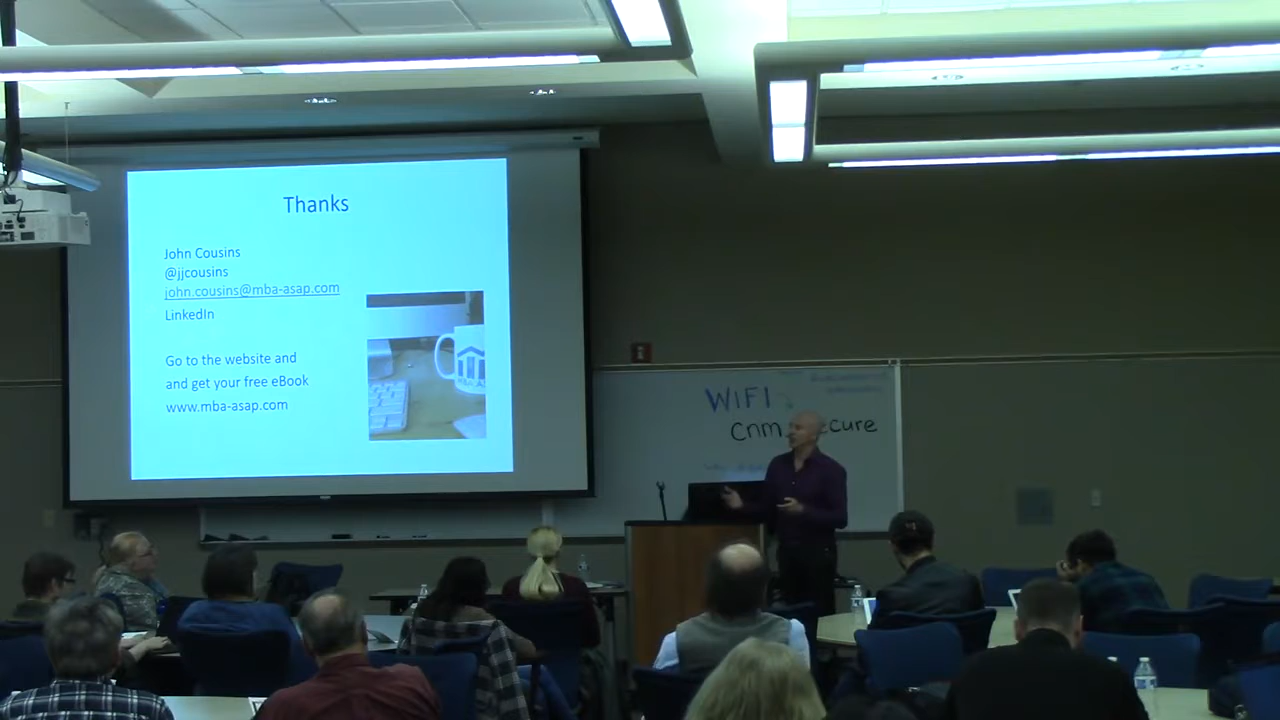 Thanks
John Cousins
@jjcousins
john.cousins@mba-asap.com
LinkedIn
Go to the website and
and get your free eBook
www.mba-asap.com
WIFI
Cnm